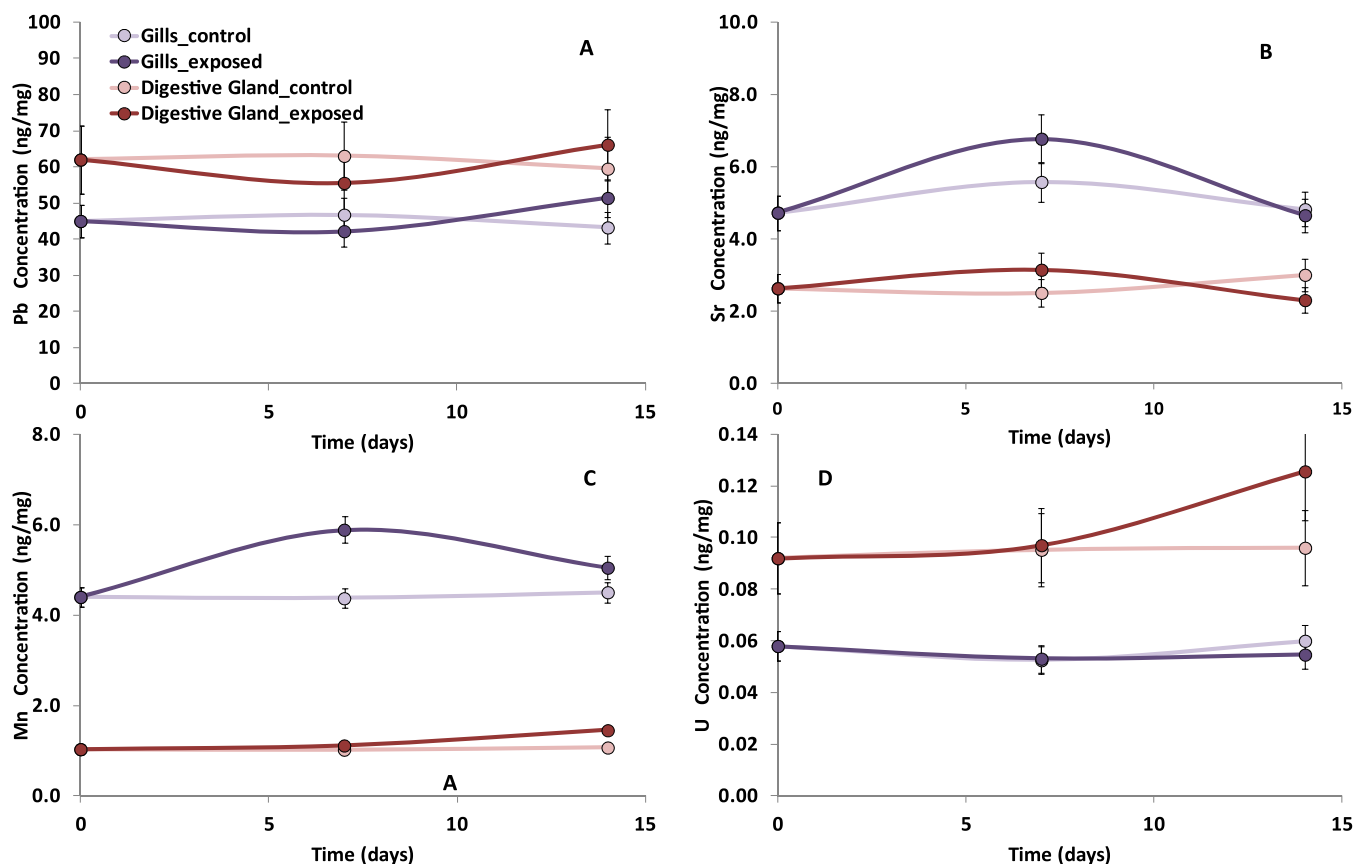 100
90
80
70
60
50
40
30
20
10
0
Pb Concentration (ng/mg)
Gills_control
Gills_exposed
Digestive Gland_control
Digestive Gland_exposed
A
0 5 10 15
Time (days)
8.0
6.0
4.0
2.0
0.0
Sr Concentration (ng/mg)
B
0 5 10 15
Time (days)
8.0
6.0
4.0
2.0
0.0
Mn Concentration (ng/mg)
C
A
0 5 10 15
Time (days)
0.14
0.12
0.10
0.08
0.06
0.04
0.02
0.00
U Concentration (ng/mg)
D
0 5 10 15
Time (days)